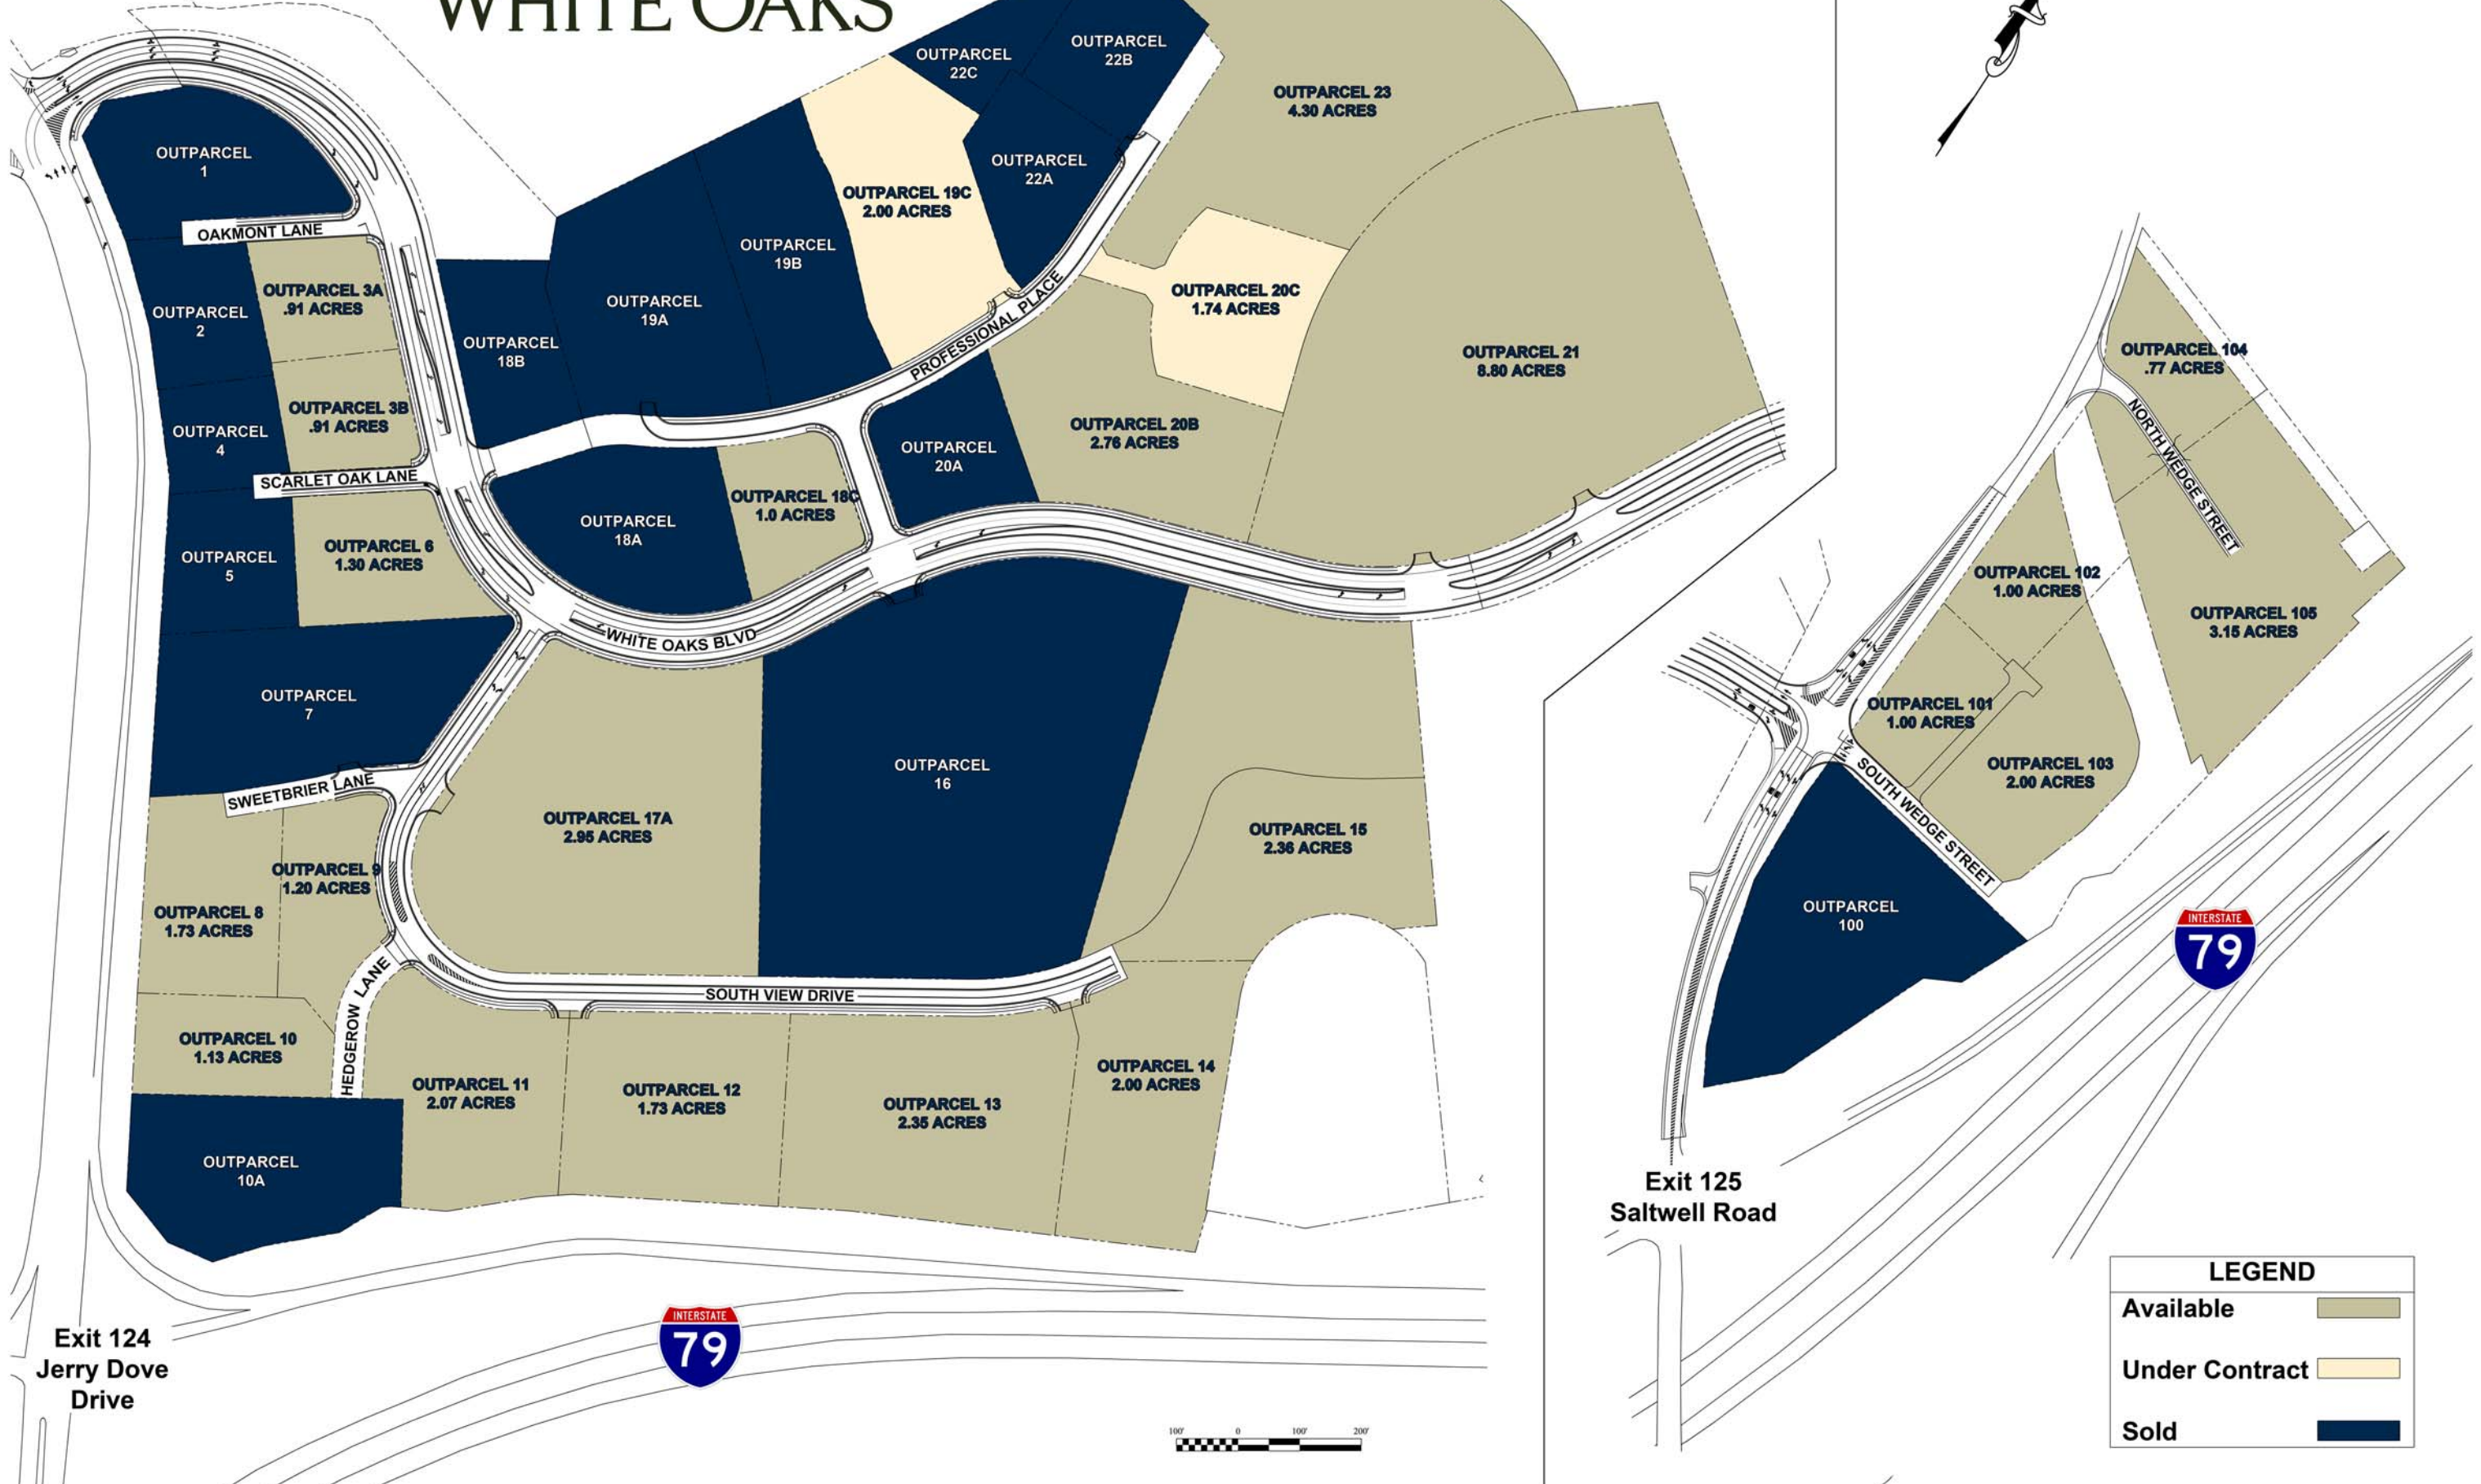 WHITE OAKS
OUTPARCEL
22C
OUTPARCEL
22B
OUTPARCEL 23
4.30 ACRES
OUTPARCEL
1
OUTPARCEL
22A
OUTPARCEL 19C
2.00 ACRES
OAKMONT LANE
OUTPARCEL
19B
OUTPARCEL 3A
.91 ACRES
OUTPARCEL
2
OUTPARCEL
19A
OUTPARCEL 20C
1.74 ACRES
PROFESSIONAL PLACE
OUTPARCEL
18B
OUTPARCEL 21
8.80 ACRES
OUTPARCEL 3B
.91 ACRES
OUTPARCEL
4
OUTPARCEL 20B
2.76 ACRES
OUTPARCEL
20A
SCARLET OAK LANE
OUTPARCEL 18C
1.0 ACRES
OUTPARCEL
18A
OUTPARCEL
5
OUTPARCEL 6
1.30 ACRES
WHITE OAKS BLVD
OUTPARCEL
7
OUTPARCEL
16
SWEETBRIER LANE
OUTPARCEL 17A
2.95 ACRES
OUTPARCEL 15
2.36 ACRES
OUTPARCEL 9
1.20 ACRES
OUTPARCEL 8
1.73 ACRES
HEDGEROW LANE
SOUTH VIEW DRIVE
OUTPARCEL 10
1.13 ACRES
OUTPARCEL 11
2.07 ACRES
OUTPARCEL 12
1.73 ACRES
OUTPARCEL 13
2.35 ACRES
OUTPARCEL 14
2.00 ACRES
OUTPARCEL
10A
Exit 124
Jerry Dove
Drive
INTERSTATE
79
100' 0 100' 200'
OUTPARCEL 104
.77 ACRES
NORTH WEDGE STREET
OUTPARCEL 102
1.00 ACRES
OUTPARCEL 105
3.15 ACRES
OUTPARCEL 101
1.00 ACRES
OUTPARCEL 103
2.00 ACRES
SOUTH WEDGE STREET
OUTPARCEL
100
INTERSTATE
79
Exit 125
Saltwell Road
LEGEND
Available
Under Contract
Sold